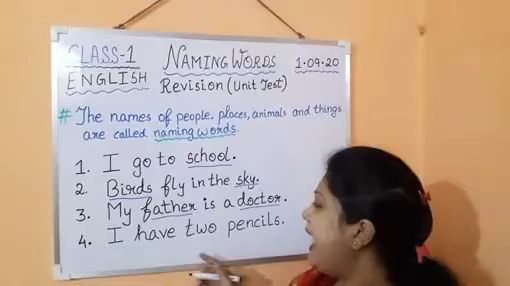 CLASS-1 NAMING WORDS 1.09.20
ENGLISH Revision (Unit Test)
# The names of people, places, animals and things
are called naming words.
1. I go to school.
2. Birds fly in the sky.
3. My father is a doctor.
4. I have two pencils.